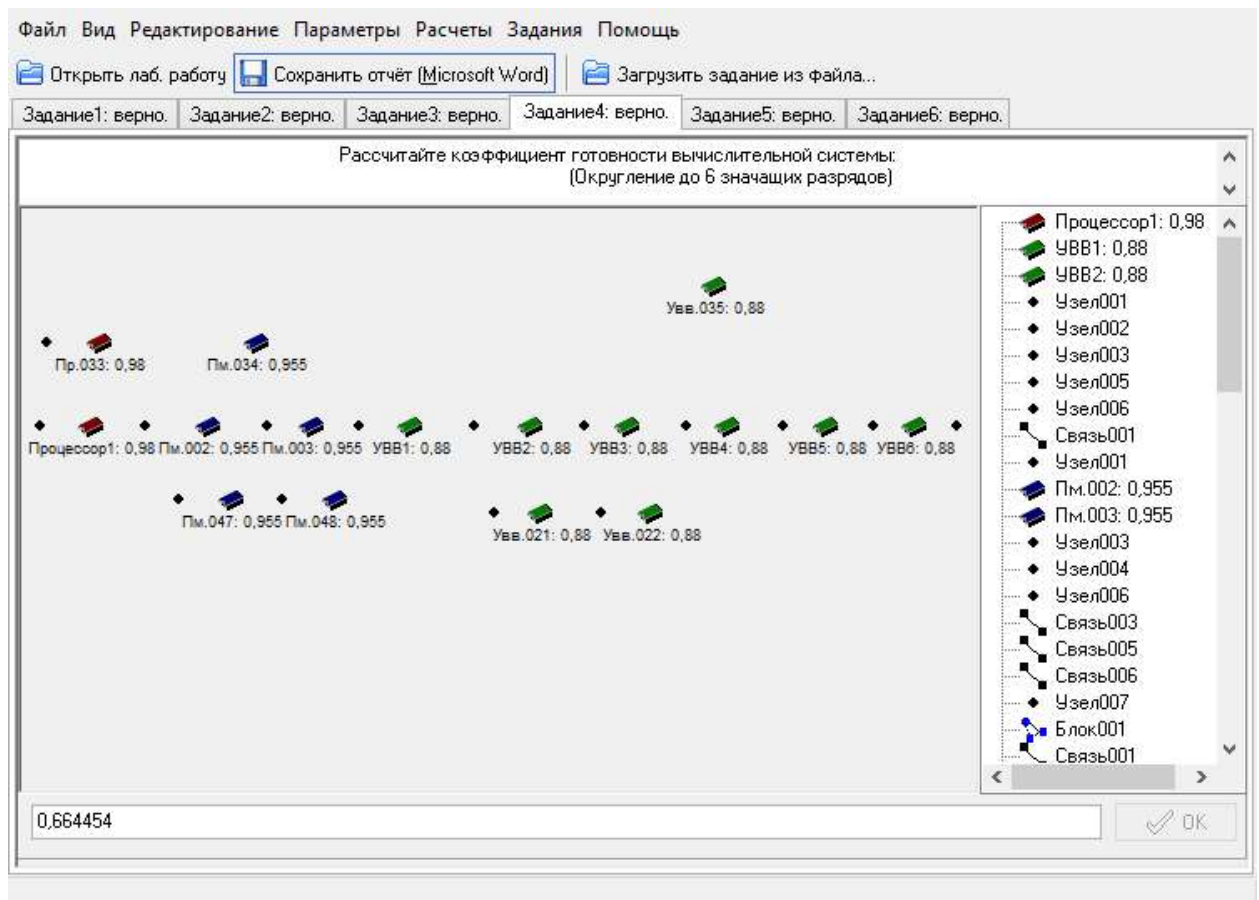 Файл Вид Редактирование Параметры Расчеты Задания Помощь
Открыть лаб. работу Сохранить отчёт (Microsoft Word) Загрузить задание из файла...
Задание1: верно. Задание2: верно. Задание3: верно. Задание4: верно. Задание5: верно. Задание6: верно.
Рассчитайте коэффициент готовности вычислительной системы:
(Округление до 6 значащих разрядов)
Увв.035: 0,88
Пр.033: 0,98 Пм.034: 0,955
Процессор1: 0,98 Пм.002: 0,955 Пм.003: 0,955 УВВ1: 0,88 УВВ2: 0,88 УВВ3: 0,88 УВВ4: 0,88 УВВ5: 0,88 УВВ6: 0,88
Пм.047: 0,955 Пм.048: 0,955
Увв.021: 0,88 Увв.022: 0,88
Процессор1: 0,98
УВВ1: 0,88
УВВ2: 0,88
Узел001
Узел002
Узел003
Узел005
Узел006
Связь001
Узел001
Пм.002: 0,955
Пм.003: 0,955
Узел003
Узел004
Узел006
Связь003
Связь005
Связь006
Узел007
Блок001
Связь001
0,664454
OK